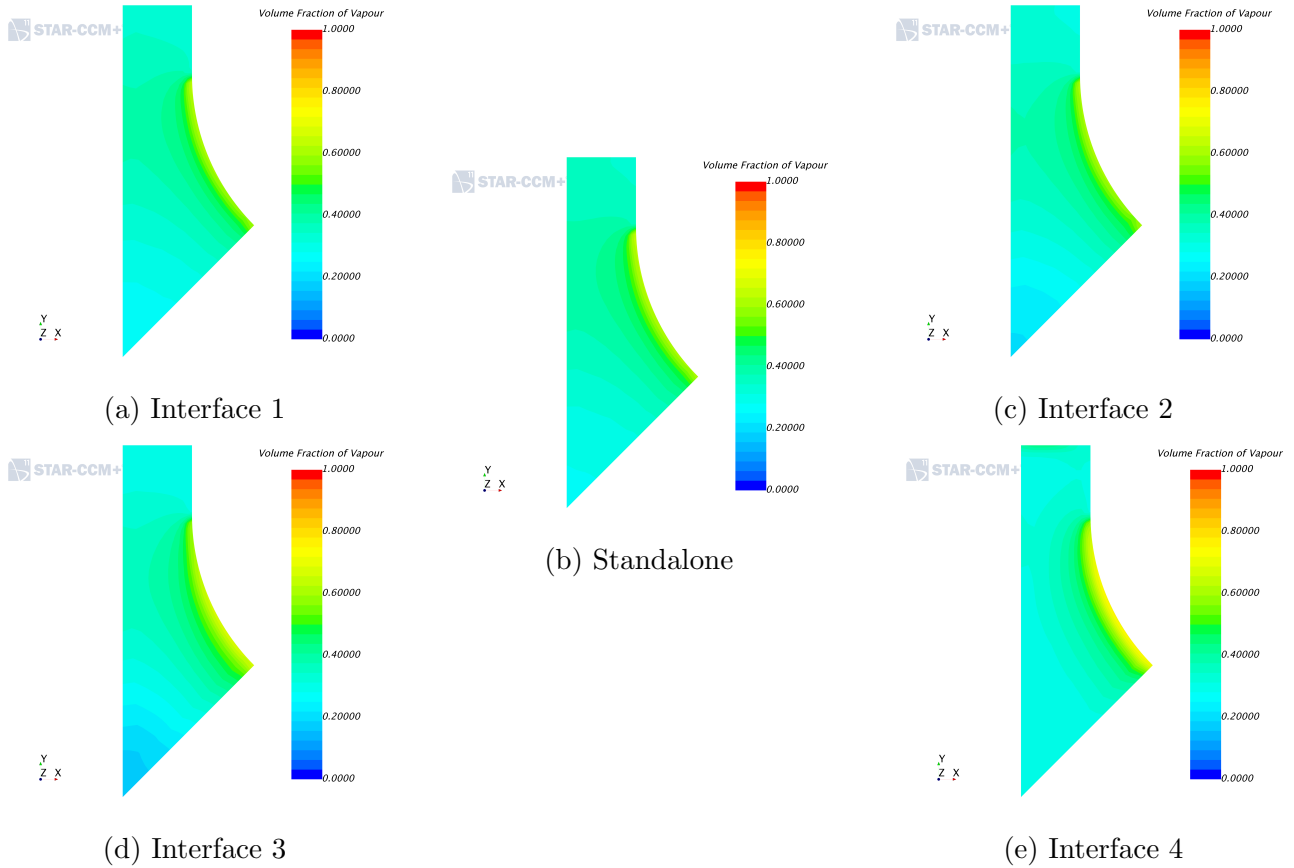 STAR-CCM+
Volume Fraction of Vapour
1.0000
0.80000
0.60000
0.40000
0.20000
0.0000
Y
Z X
(a) Interface 1
STAR-CCM+
Volume Fraction of Vapour
1.0000
0.80000
0.60000
0.40000
0.20000
0.0000
Y
Z X
(b) Standalone
STAR-CCM+
Volume Fraction of Vapour
1.0000
0.80000
0.60000
0.40000
0.20000
0.0000
Y
Z X
(c) Interface 2
STAR-CCM+
Volume Fraction of Vapour
1.0000
0.80000
0.60000
0.40000
0.20000
0.0000
Y
Z X
(d) Interface 3
STAR-CCM+
Volume Fraction of Vapour
1.0000
0.80000
0.60000
0.40000
0.20000
0.0000
Y
Z X
(e) Interface 4